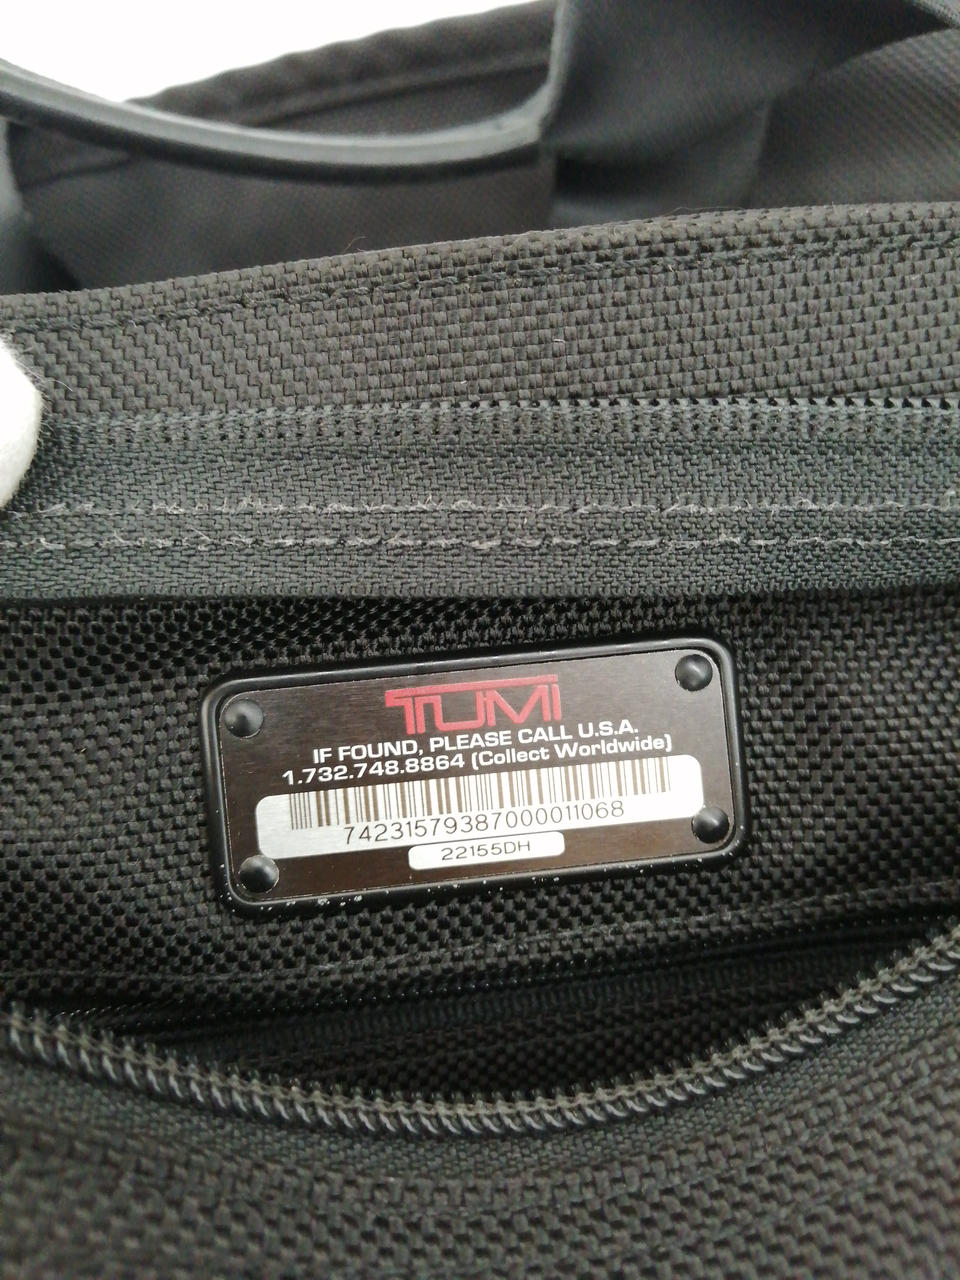 TUMI
IF FOUND, PLEASE CALL U.S.A.
1.732.748.8864 (Collect Worldwide)
74231579387000011068
22155DH